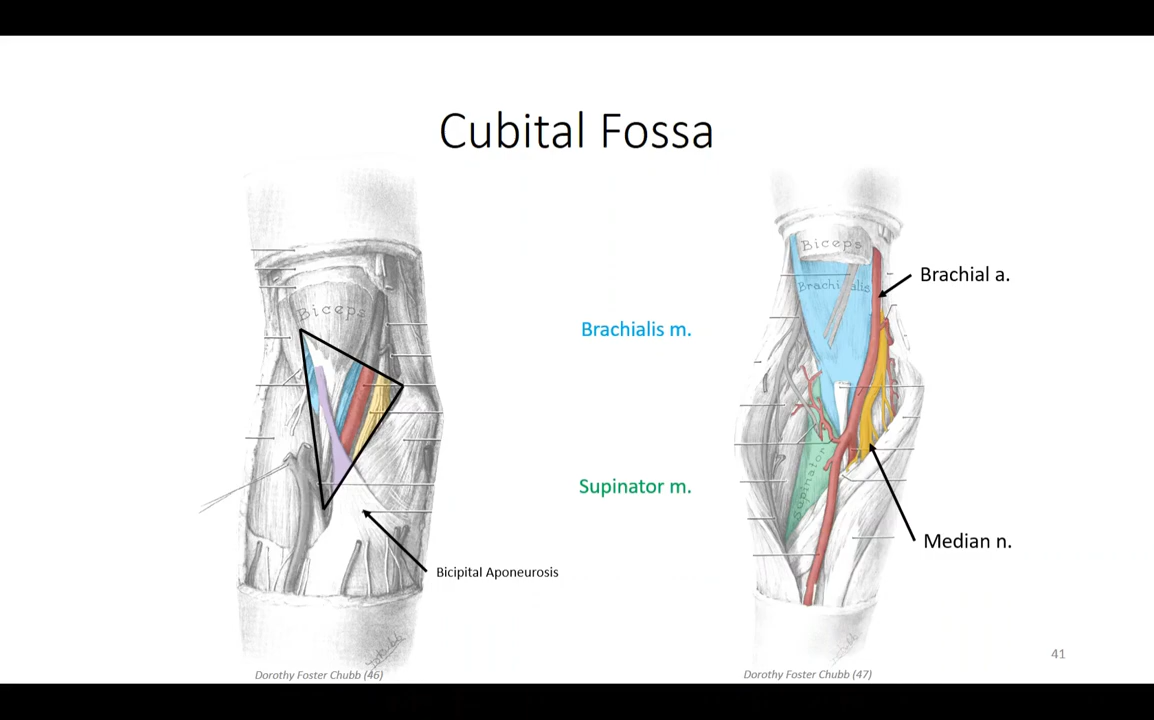 Cubital Fossa
Biceps
Biceps
Brachialis
Brachial a.
Brachialis m.
Supinator
Supinator m.
Median n.
Bicipital Aponeurosis
41
Dorothy Foster Chubb (46)
Dorothy Foster Chubb (47)